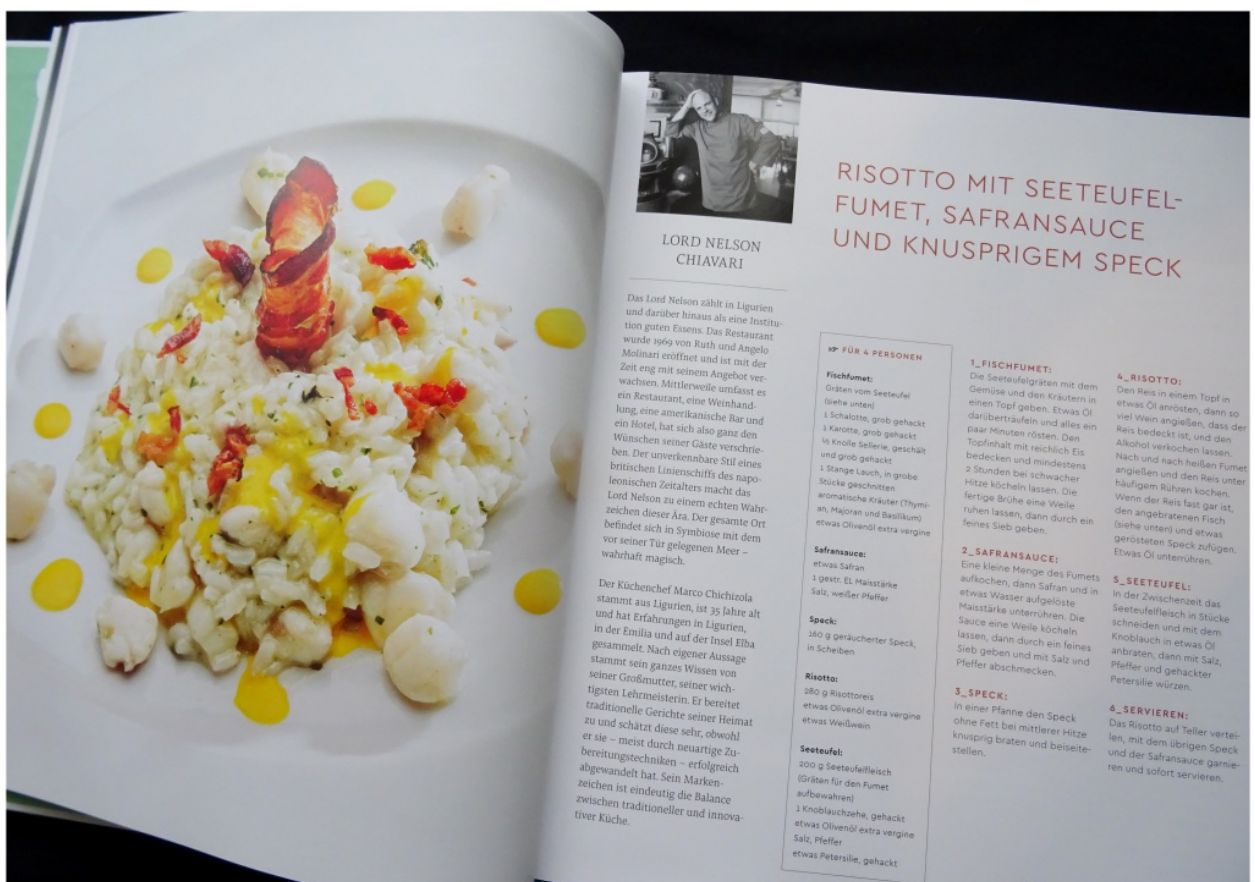 LORD NELSON
CHIAVARI
Das Lord Nelson zählt in Ligurien
und darüber hinaus als eine Institu-
tion guten Essens. Das Restaurant
wurde 1969 von Ruth und Angelo
Molinari eröffnet und ist mit der
Zeit eng mit seinem Angebot ver-
wachsen. Mittlerweile umfasst es
ein Restaurant, eine Weinhand-
lung, eine amerikanische Bar und
ein Hotel, hat sich also ganz den
Wünschen seiner Gäste verschrie-
ben. Der unverkennbare Stil eines
britischen Linienschiffs des napo-
leonischen Zeitalters macht das
Lord Nelson zu einem echten Wahr-
zeichen dieser Ära. Der gesamte Ort
befindet sich in Symbiose mit dem
vor seiner Tür gelegenen Meer –
wahrhaft magisch.
Der Küchenchef Marco Chichizola
stammt aus Ligurien, ist 35 Jahre alt
und hat Erfahrungen in Ligurien,
in der Emilia und auf der Insel Elba
gesammelt. Nach eigener Aussage
stammt sein ganzes Wissen von
seiner Großmutter, seiner wich-
tigsten Lehrmeisterin. Er bereitet
traditionelle Gerichte seiner Heimat
zu und schätzt diese sehr, obwohl
er sie – meist durch neuartige Zu-
bereitungstechniken – erfolgreich
abgewandelt hat. Sein Marken-
zeichen ist eindeutig die Balance
zwischen traditioneller und innova-
tiver Küche.
RISOTTO MIT SEETEUFEL-
FUMET, SAFRANSAUCE
UND KNUSPRIGEM SPECK
FÜR 4 PERSONEN
Fischfumet:
Gräten vom Seeteufel
(siehe unten)
1 Schalotte, grob gehackt
1 Karotte, grob gehackt
½ Knolle Sellerie, geschält
und grob gehackt
1 Stange Lauch, in grobe
Stücke geschnitten
aromatische Kräuter (Thymi-
an, Majoran und Basilikum)
etwas Olivenöl extra vergine
Safransauce:
etwas Safran
1 gestr. EL Maisstärke
Salz, weißer Pfeffer
Speck:
160 g geräucherter Speck,
in Scheiben
Risotto:
280 g Risottoreis
etwas Olivenöl extra vergine
etwas Weißwein
Seeteufel:
200 g Seeteufelfleisch
(Gräten für den Fumet
aufbewahren)
1 Knoblauchzehe, gehackt
etwas Olivenöl extra vergine
Salz, Pfeffer
etwas Petersilie, gehackt
1_FISCHFUMET:
Die Seeteufelgräten mit dem
Gemüse und den Kräutern in
einen Topf geben. Etwas Öl
darüberträufeln und alles ein
paar Minuten rösten. Den
Topfinhalt mit reichlich Eis
bedecken und mindestens
2 Stunden bei schwacher
Hitze köcheln lassen. Die
fertige Brühe eine Weile
ruhen lassen, dann durch ein
feines Sieb geben.
2_SAFRANSAUCE:
Eine kleine Menge des Fumets
aufkochen, dann Safran und in
etwas Wasser aufgelöste
Maisstärke unterrühren. Die
Sauce eine Weile köcheln
lassen, dann durch ein feines
Sieb geben und mit Salz und
Pfeffer abschmecken.
3_SPECK:
In einer Pfanne den Speck
ohne Fett bei mittlerer Hitze
knusprig braten und beiseite-
stellen.
4_RISOTTO:
Den Reis in einem Topf in
etwas Öl anrösten, dann so
viel Wein angießen, dass der
Reis bedeckt ist, und den
Alkohol verkochen lassen.
Nach und nach heißen Fumet
angießen und den Reis unter
häufigem Rühren kochen.
Wenn der Reis fast gar ist,
den angebratenen Fisch
(siehe unten) und etwas
gerösteten Speck zufügen.
Etwas Öl unterrühren.
5_SEETEUFEL:
In der Zwischenzeit das
Seeteufelfleisch in Stücke
schneiden und mit dem
Knoblauch in etwas Öl
anbraten, dann mit Salz,
Pfeffer und gehackter
Petersilie würzen.
6_SERVIEREN:
Das Risotto auf Teller vertei-
len, mit dem übrigen Speck
und der Safransauce garnie-
ren und sofort servieren.